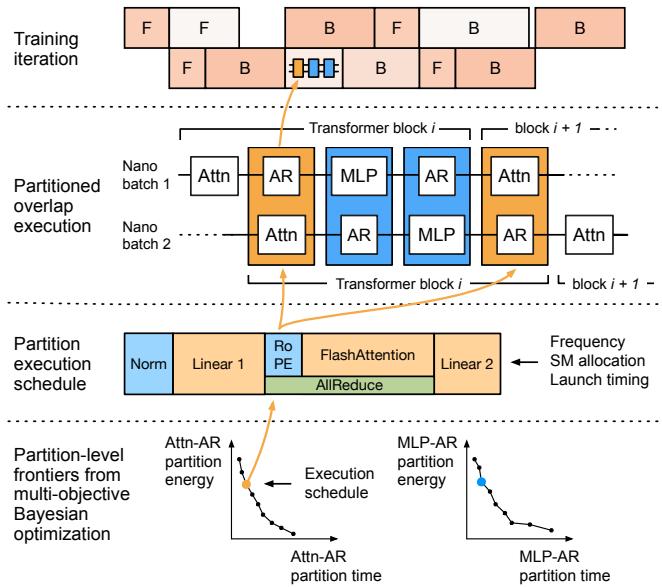 Training
iteration
F
F
B
F
B
B
F
B
B
F
B
Transformer block i
block i + 1
Partitioned
overlap
execution
Nano
batch 1
Attn
AR
MLP
AR
Attn
Nano
batch 2
Attn
AR
MLP
AR
Attn
Transformer block i
block i + 1
Partition
execution
schedule
Norm
Linear 1
Ro
PE
FlashAttention
AllReduce
Linear 2
Frequency
SM allocation
Launch timing
Partition-level
frontiers from
multi-objective
Bayesian
optimization
Attn-AR
partition
energy
Execution
schedule
Attn-AR
partition time
MLP-AR
partition
energy
MLP-AR
partition time